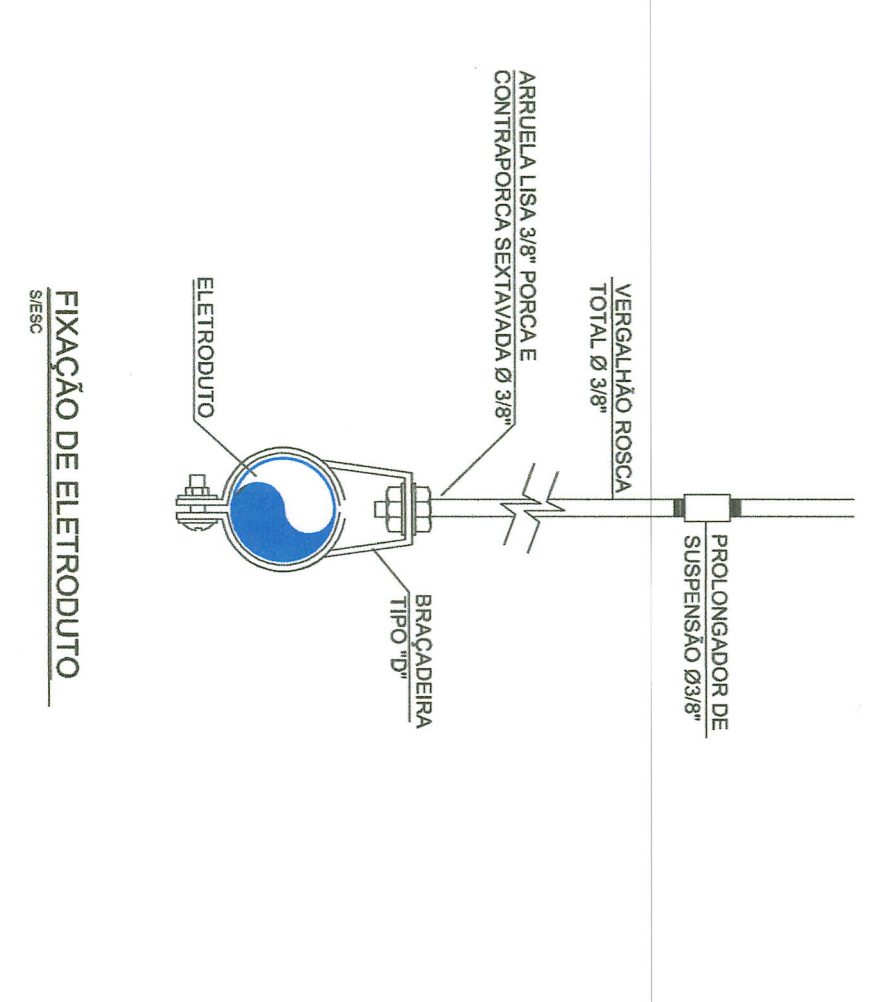 PROLONGADOR DE
SUSPENSÃO Ø3/8"
VERGALHÃO ROSCA
TOTAL Ø 3/8"
ARRUELA LISA 3/8" PORCA E
CONTRAPORCA SEXTAVADA Ø 3/8"
BRAÇADEIRA
TIPO "D"
ELETRODUTO
FIXAÇÃO DE ELETRODUTO
S/ESC